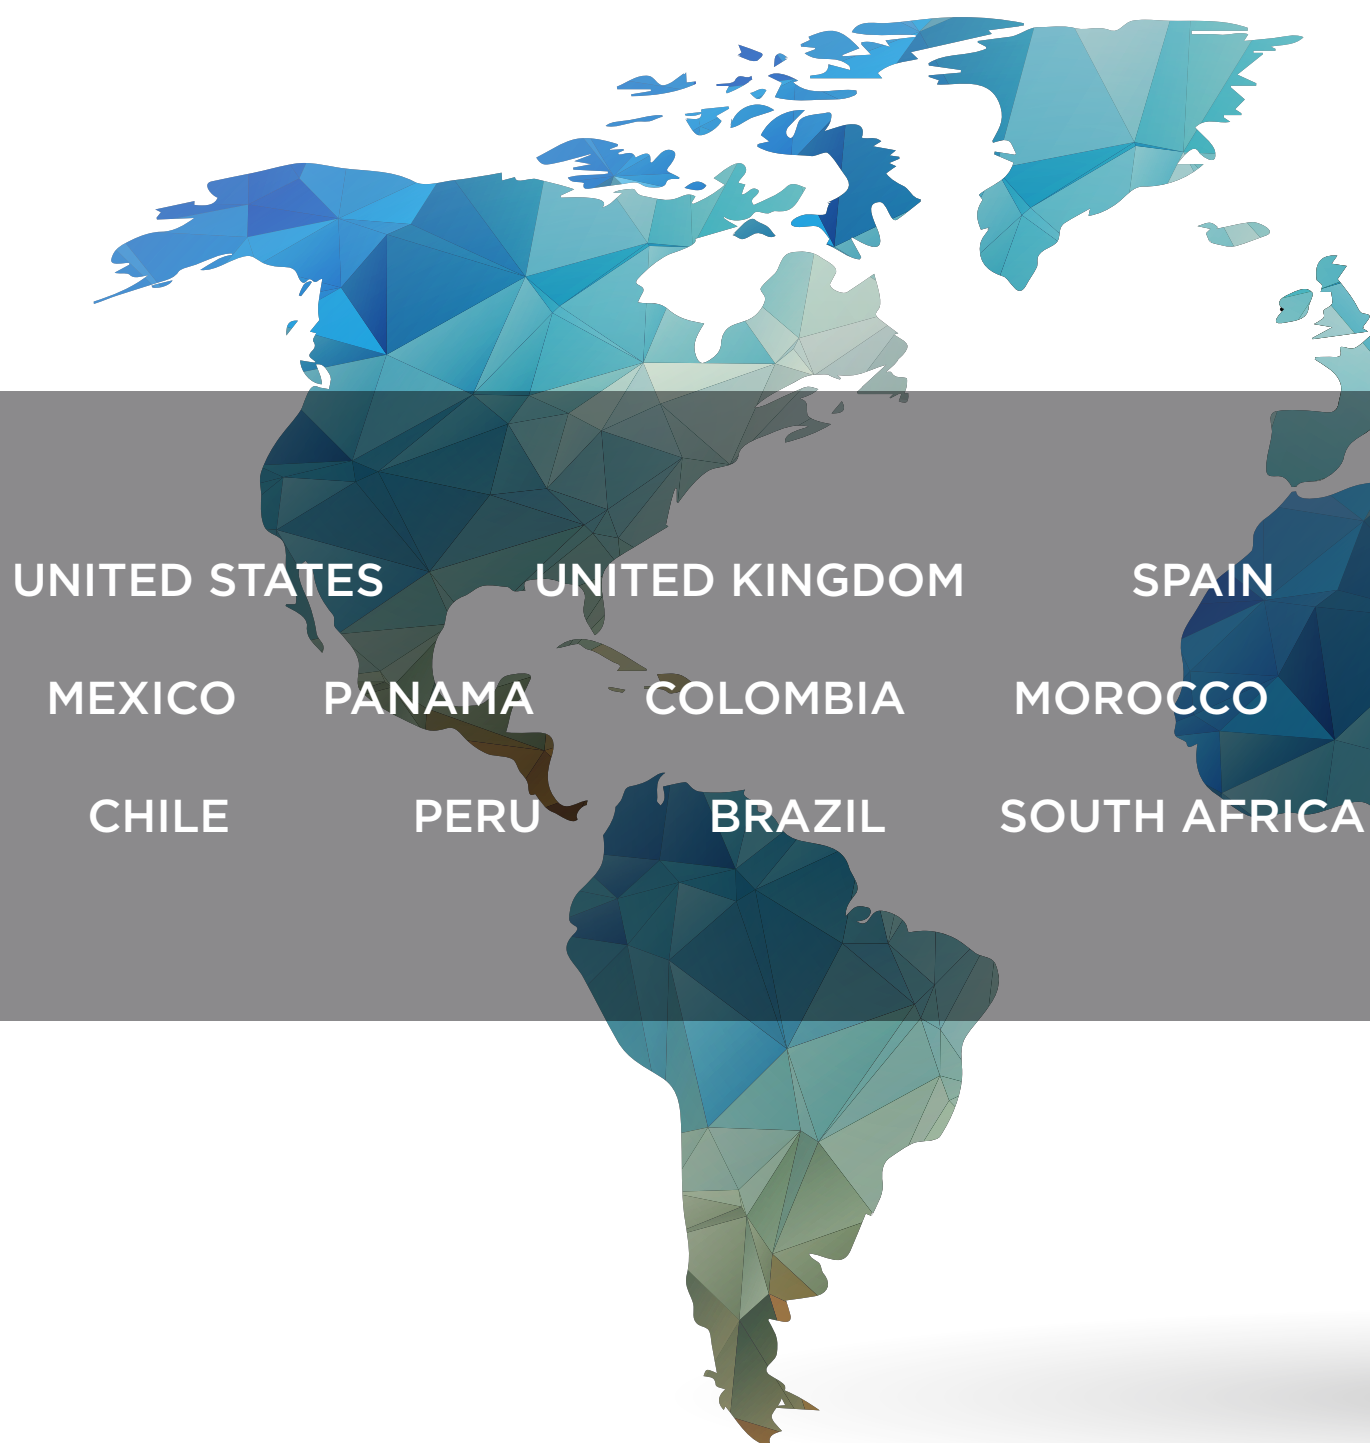 UNITED STATES UNITED KINGDOM SPAIN
MEXICO PANAMA COLOMBIA MOROCCO
CHILE PERU BRAZIL SOUTH AFRICA